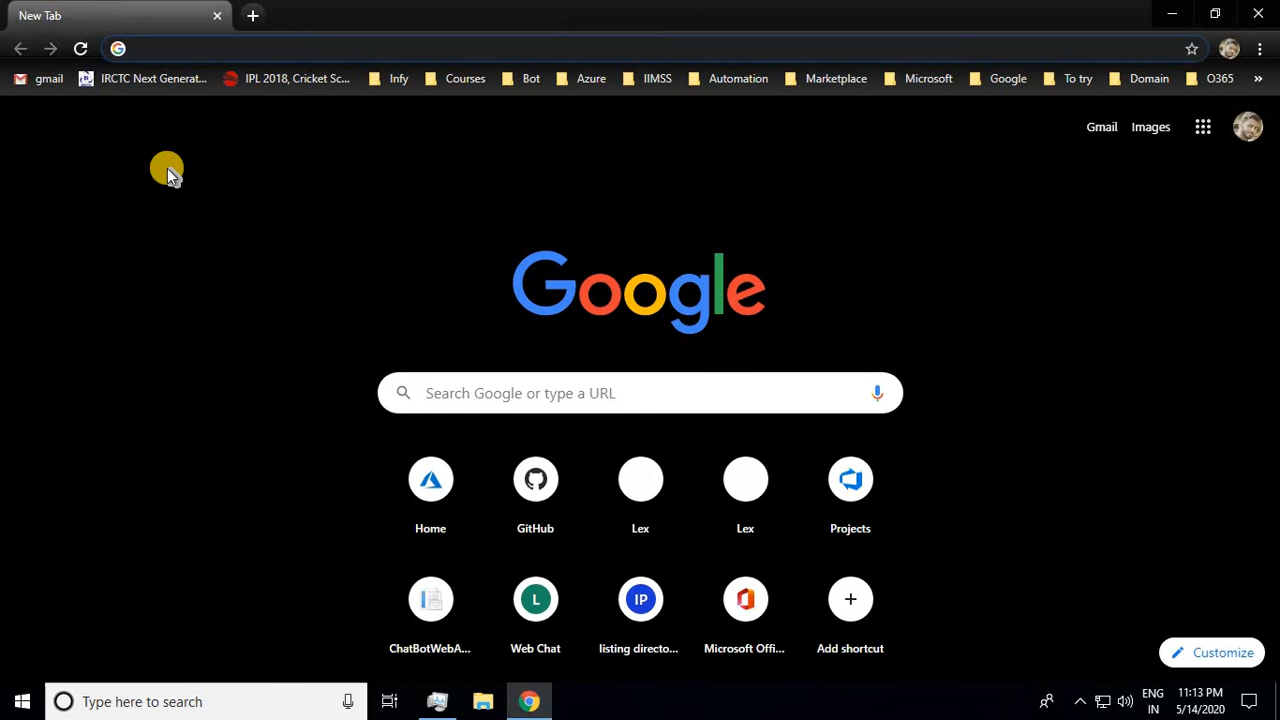 New Tab
gmail IRCTC Next Generat... IPL 2018, Cricket Sc... Infy Courses Bot Azure IIMSS Automation Marketplace Microsoft Google To try Domain O365 »
Gmail Images
Google
Search Google or type a URL
Home GitHub Lex Lex Projects
L IP
ChatBotWebA... Web Chat listing directo... Microsoft Offi... Add shortcut
Customize
Type here to search
ENG 11:13 PM
IN 5/14/2020